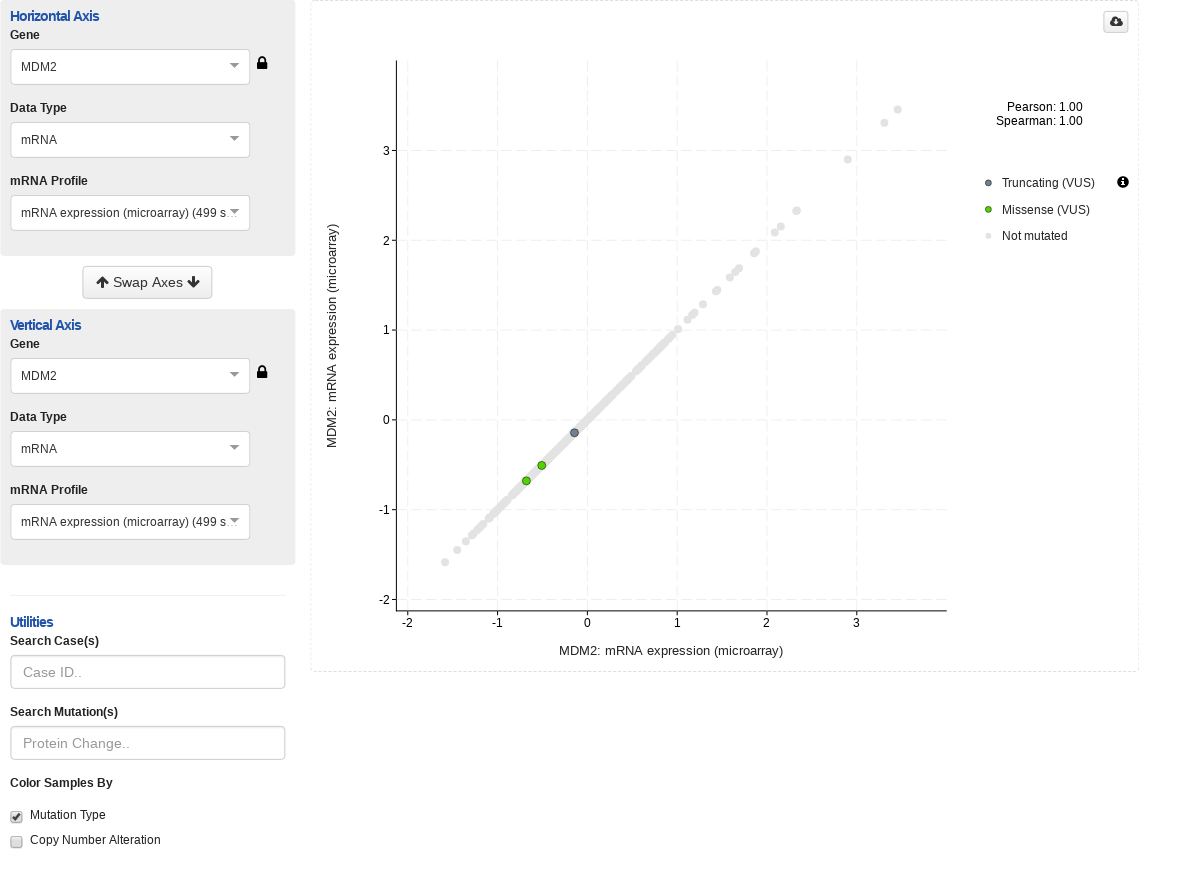 Horizontal Axis
Gene
MDM2
Data Type
mRNA
mRNA Profile
mRNA expression (microarray) (499 s...
Swap Axes
Vertical Axis
Gene
MDM2
Data Type
mRNA
mRNA Profile
mRNA expression (microarray) (499 s...
Utilities
Search Case(s)
Case ID..
Search Mutation(s)
Protein Change..
Color Samples By
Mutation Type
Copy Number Alteration
MDM2: mRNA expression (microarray)
3
2
1
0
-1
-2
-2 -1 0 1 2 3
MDM2: mRNA expression (microarray)
Pearson: 1.00
Spearman: 1.00
Truncating (VUS)
Missense (VUS)
Not mutated